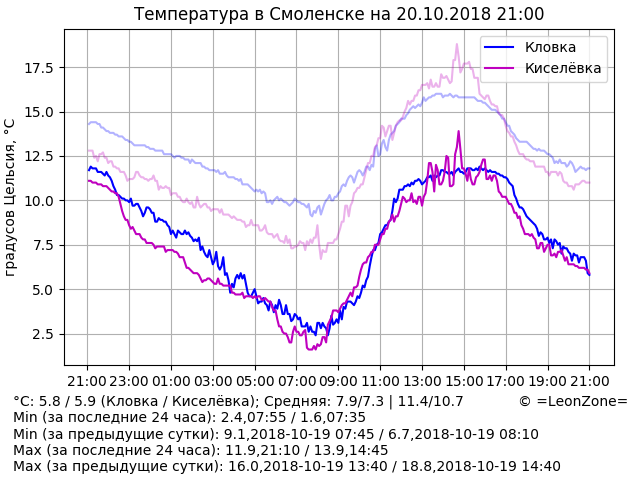 Температура в Смоленске на 20.10.2018 21:00
градусов Цельсия, °C
17.5
15.0
12.5
10.0
7.5
5.0
2.5
Кловка
Киселёвка
21:00 23:00 01:00 03:00 05:00 07:00 09:00 11:00 13:00 15:00 17:00 19:00 21:00
°C: 5.8 / 5.9 (Кловка / Киселёвка); Средняя: 7.9/7.3 | 11.4/10.7 © =LeonZone=
Min (за последние 24 часа): 2.4,07:55 / 1.6,07:35
Min (за предыдущие сутки): 9.1,2018-10-19 07:45 / 6.7,2018-10-19 08:10
Max (за последние 24 часа): 11.9,21:10 / 13.9,14:45
Max (за предыдущие сутки): 16.0,2018-10-19 13:40 / 18.8,2018-10-19 14:40